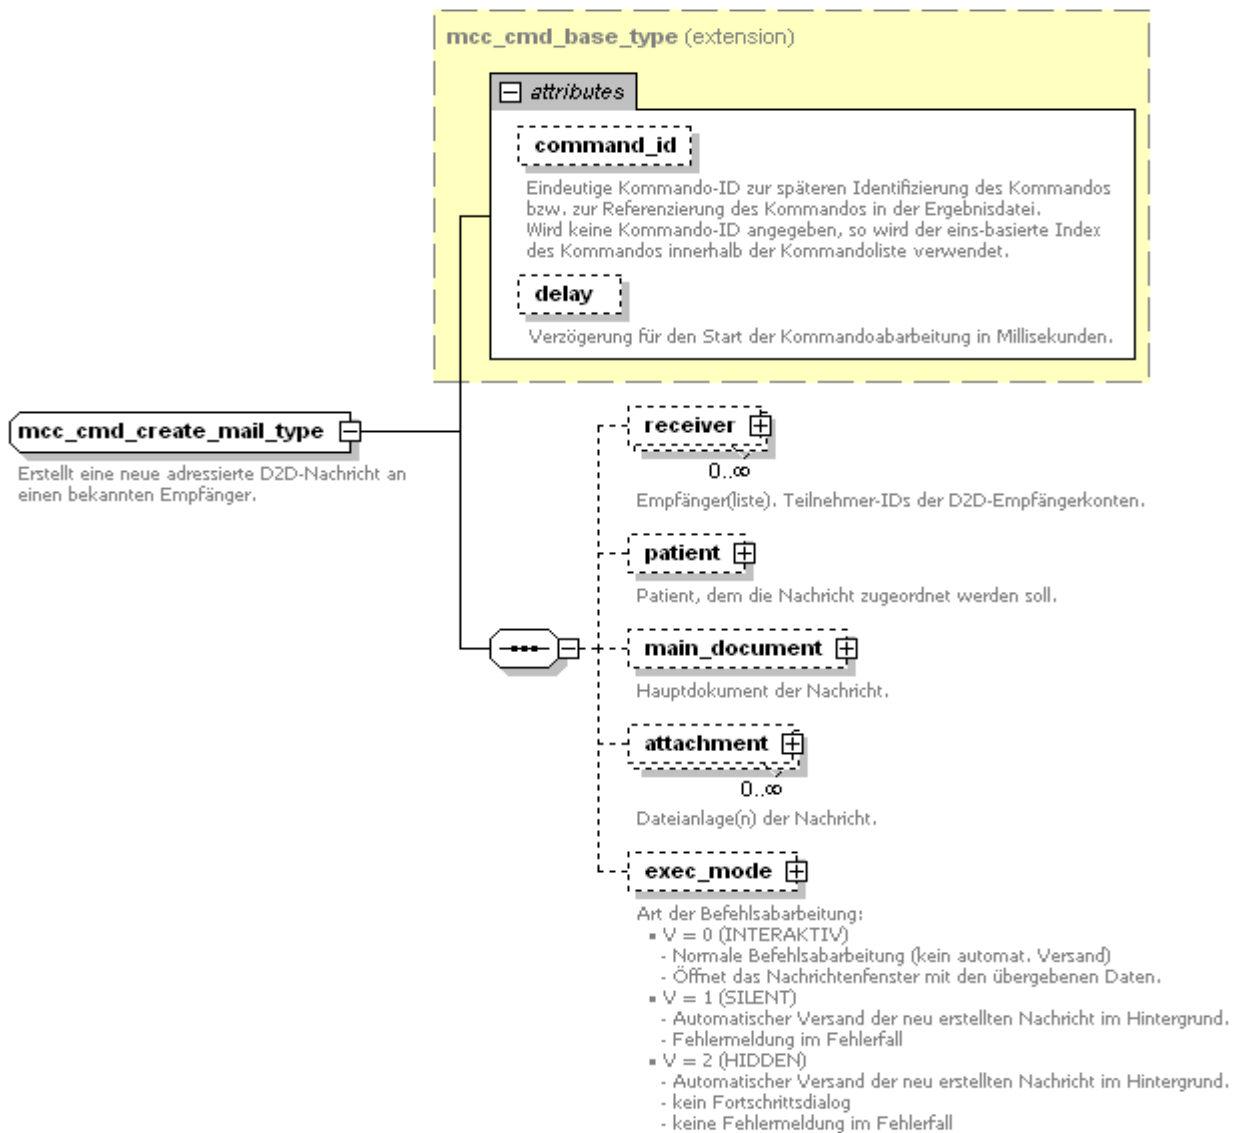 mcc_cmd_base_type (extension)
attributes
command_id
Eindeutige Kommando-ID zur späteren Identifizierung des Kommandos
bzw. zur Referenzierung des Kommandos in der Ergebnisdatei.
Wird keine Kommando-ID angegeben, so wird der eins-basierte Index
des Kommandos innerhalb der Kommandoliste verwendet.
delay
Verzögerung für den Start der Kommandoabarbeitung in Millisekunden.
mcc_cmd_create_mail_type
Erstellt eine neue adressierte D2D-Nachricht an
einen bekannten Empfänger.
receiver
0..∞
Empfänger(liste). Teilnehmer-IDs der D2D-Empfängerkonten.
patient
Patient, dem die Nachricht zugeordnet werden soll.
main_document
Hauptdokument der Nachricht.
attachment
0..∞
Dateianlage(n) der Nachricht.
exec_mode
Art der Befehlsabarbeitung:
▪ V = 0 (INTERAKTIV)
- Normale Befehlsabarbeitung (kein automat. Versand)
- Öffnet das Nachrichtenfenster mit den übergebenen Daten.
▪ V = 1 (SILENT)
- Automatischer Versand der neu erstellten Nachricht im Hintergrund.
- Fehlermeldung im Fehlerfall
▪ V = 2 (HIDDEN)
- Automatischer Versand der neu erstellten Nachricht im Hintergrund.
- kein Fortschrittsdialog
- keine Fehlermeldung im Fehlerfall